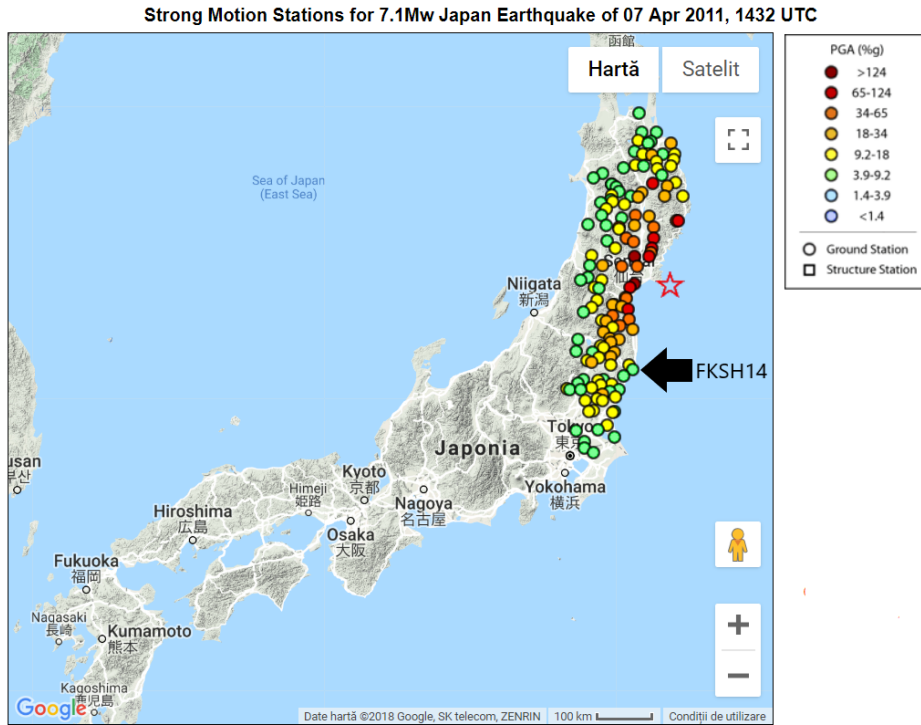 Strong Motion Stations for 7.1Mw Japan Earthquake of 07 Apr 2011, 1432 UTC
函館
Hartă
Satelit
PGA (%g)
>124
65-124
34-65
18-34
9.2-18
3.9-9.2
1.4-3.9
<1.4
Ground Station
Structure Station
Sea of Japan
(East Sea)
Niigata
新潟
FKSH14
Tokyo
東京
Japonia
Yokohama
横浜
Nagoya
名古屋
Kyoto
京都
Himeji
姫路
Osaka
大阪
Hiroshima
広島
Fukuoka
福岡
Nagasaki
長崎
Kumamoto
熊本
Kagoshima
鹿児島
Google
Date hartă ©2018 Google, SK telecom, ZENRIN
100 km
Condiții de utilizare